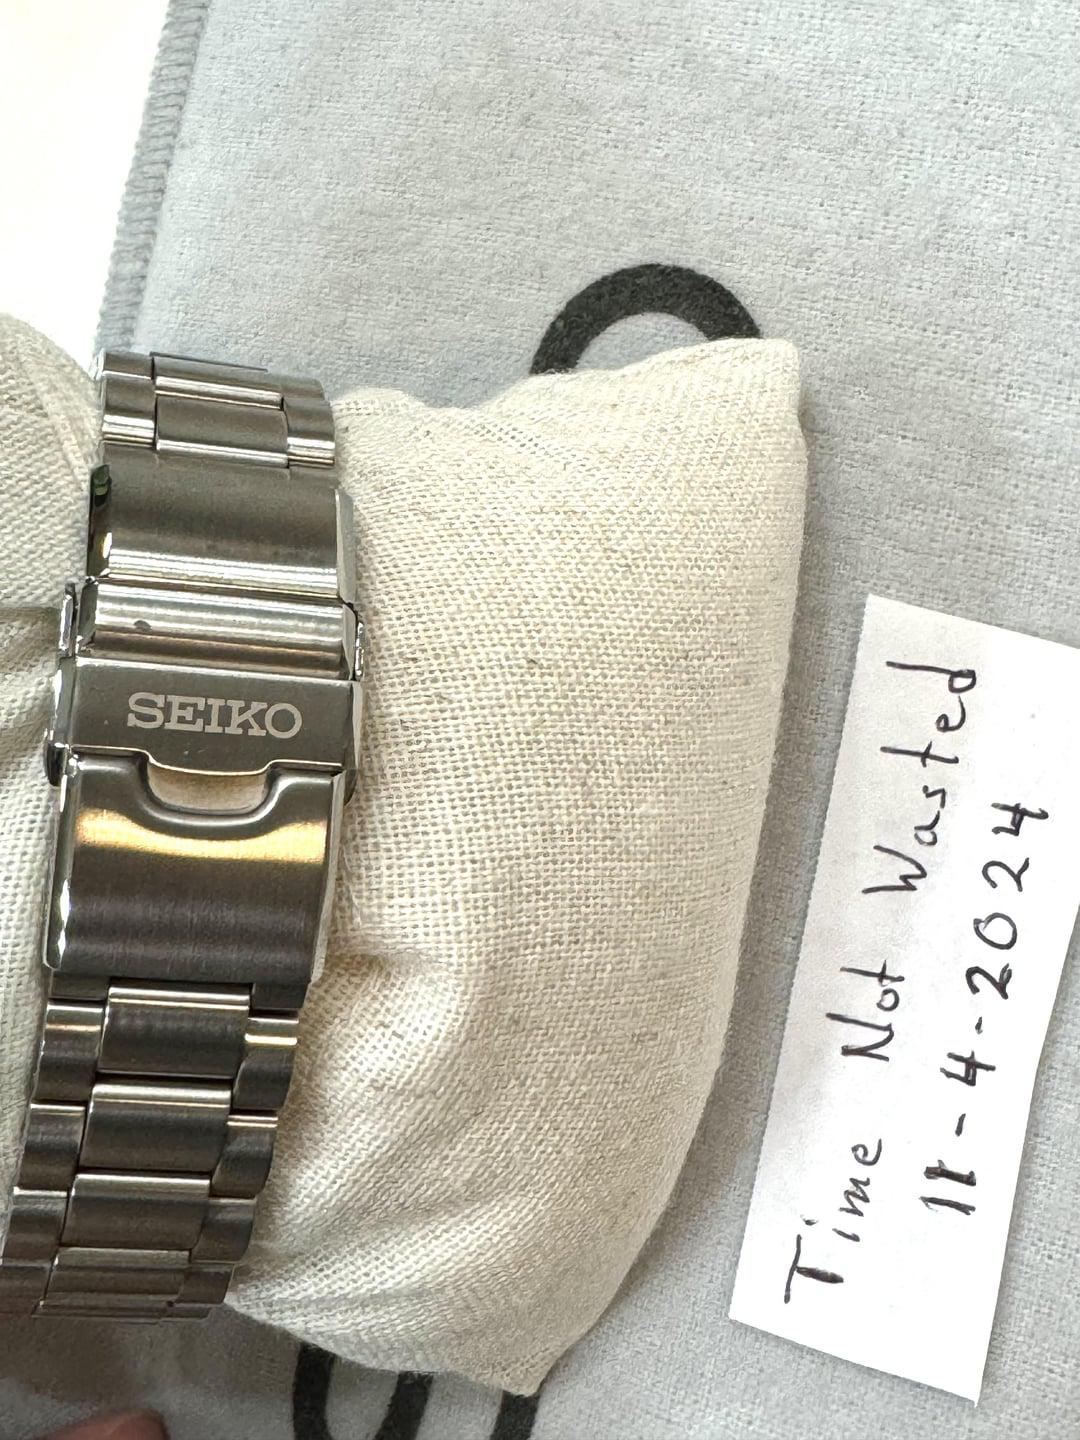 SEIKO
Time Not Wasted
11-4-2024